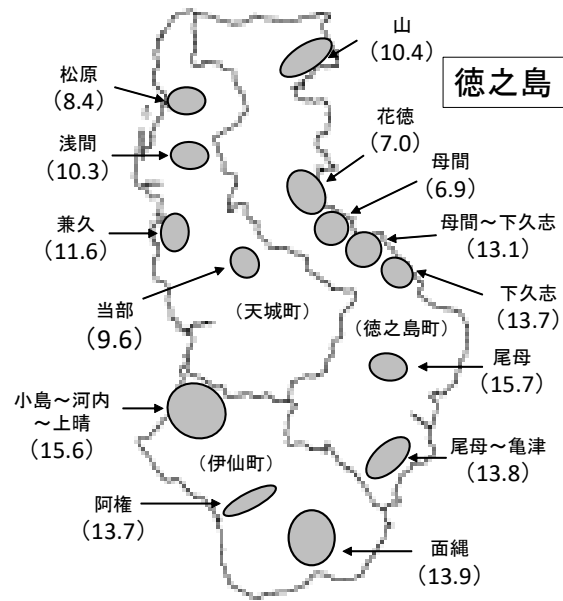 山
（10.4）
徳之島
松原
（8.4）
花徳
（7.0）
浅間
（10.3）
母間
（6.9）
母間～下久志
（13.1）
兼久
（11.6）
下久志
（13.7）
当部
（9.6）
（天城町）
（徳之島町）
尾母
（15.7）
小島～河内
～上晴
（15.6）
尾母～亀津
（13.8）
（伊仙町）
阿権
（13.7）
面縄
（13.9）